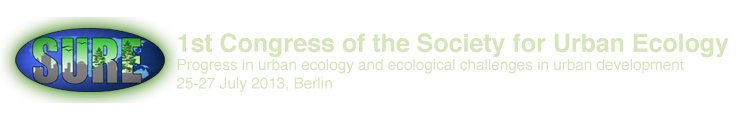 SURE
1st Congress of the Society for Urban Ecology
Progress in urban ecology and ecological challenges in urban development
25-27 July 2013, Berlin